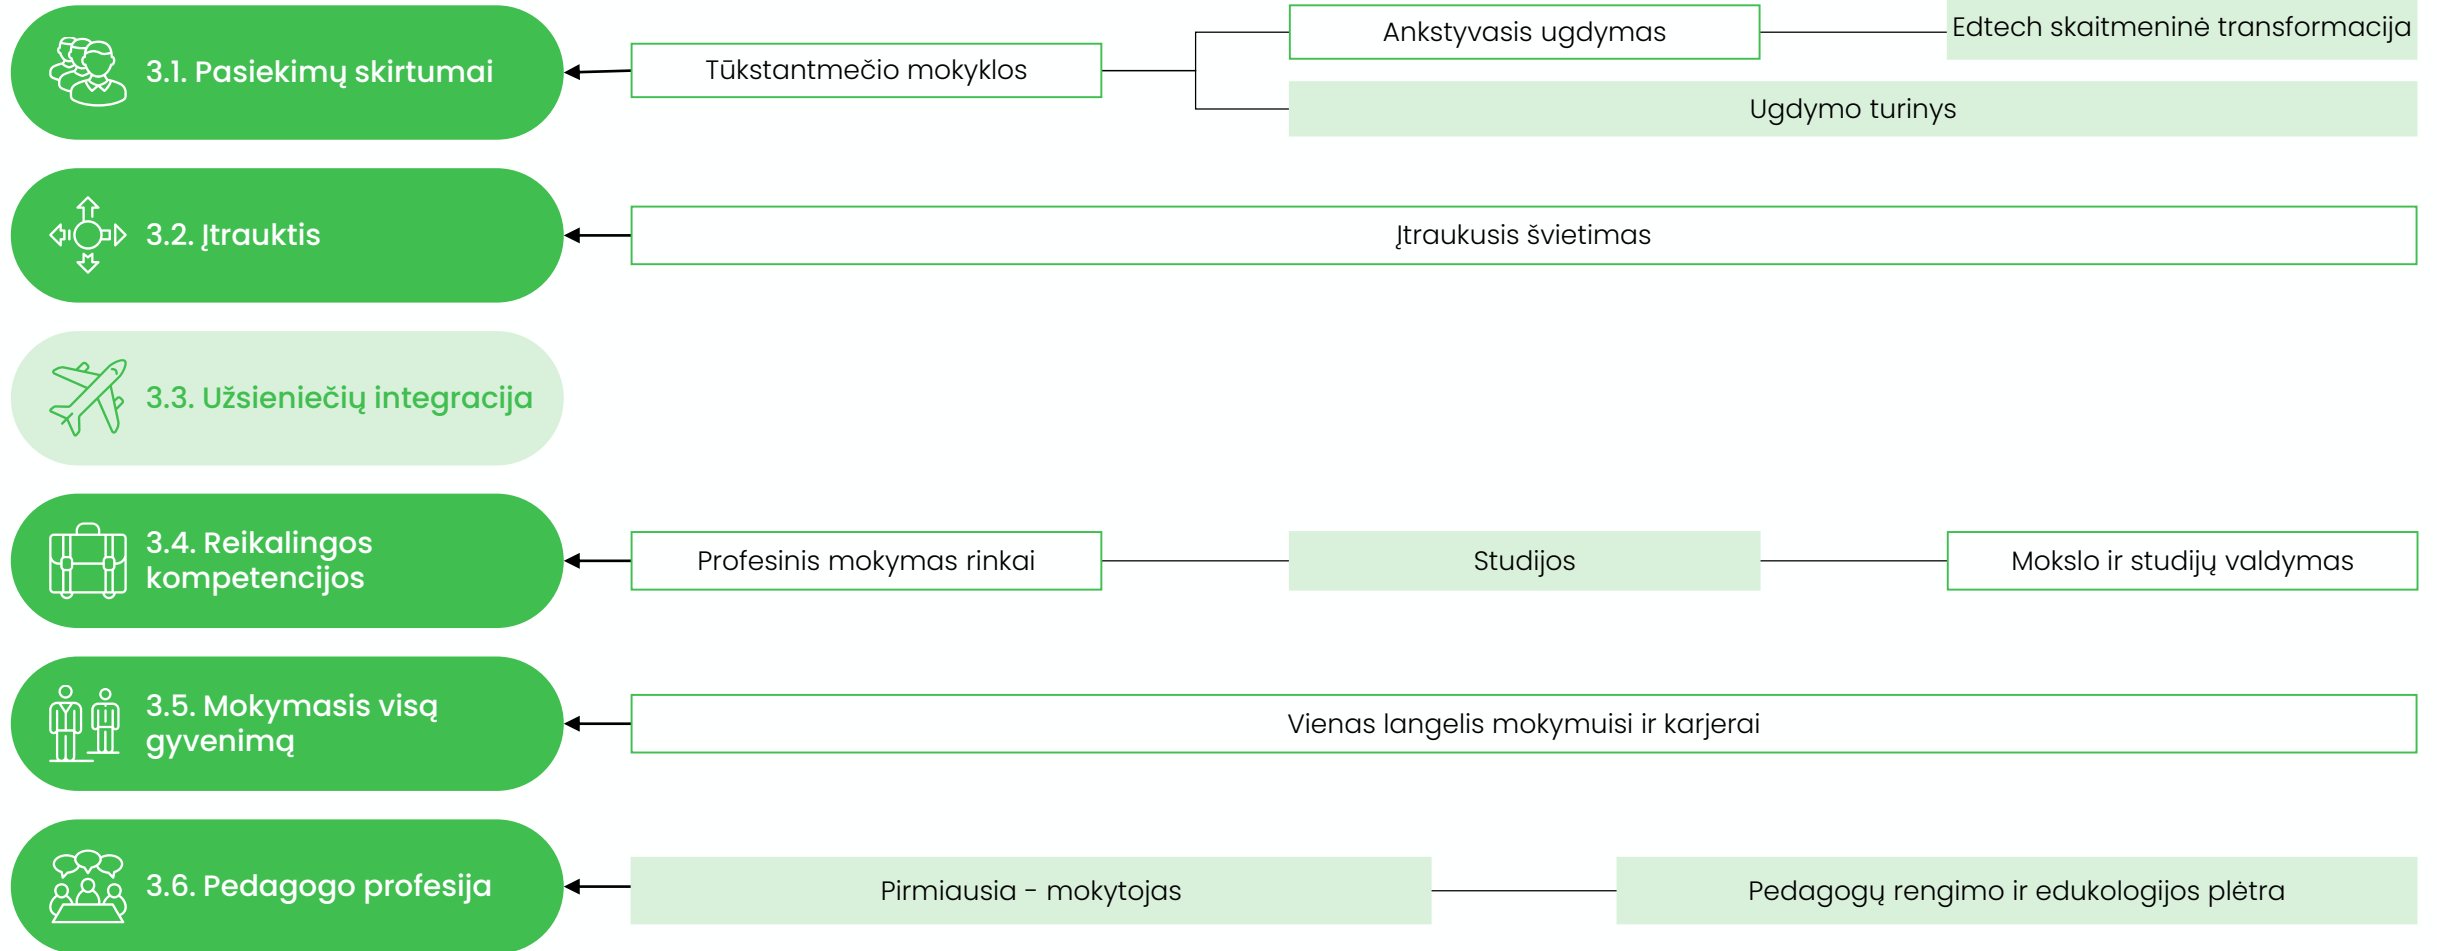 3.1. Pasiekimų skirtumai
Tūkstantmečio mokyklos
Ankstyvasis ugdymas
Edtech skaitmeninė transformacija
Ugdymo turinys
3.2. Įtrauktis
Įtraukusis švietimas
3.3. Užsieniečių integracija
3.4. Reikalingos
kompetencijos
Profesinis mokymas rinkai
Studijos
Mokslo ir studijų valdymas
3.5. Mokymasis visą
gyvenimą
Vienas langelis mokymuisi ir karjerai
3.6. Pedagogo profesija
Pirmiausia - mokytojas
Pedagogų rengimo ir edukologijos plėtra